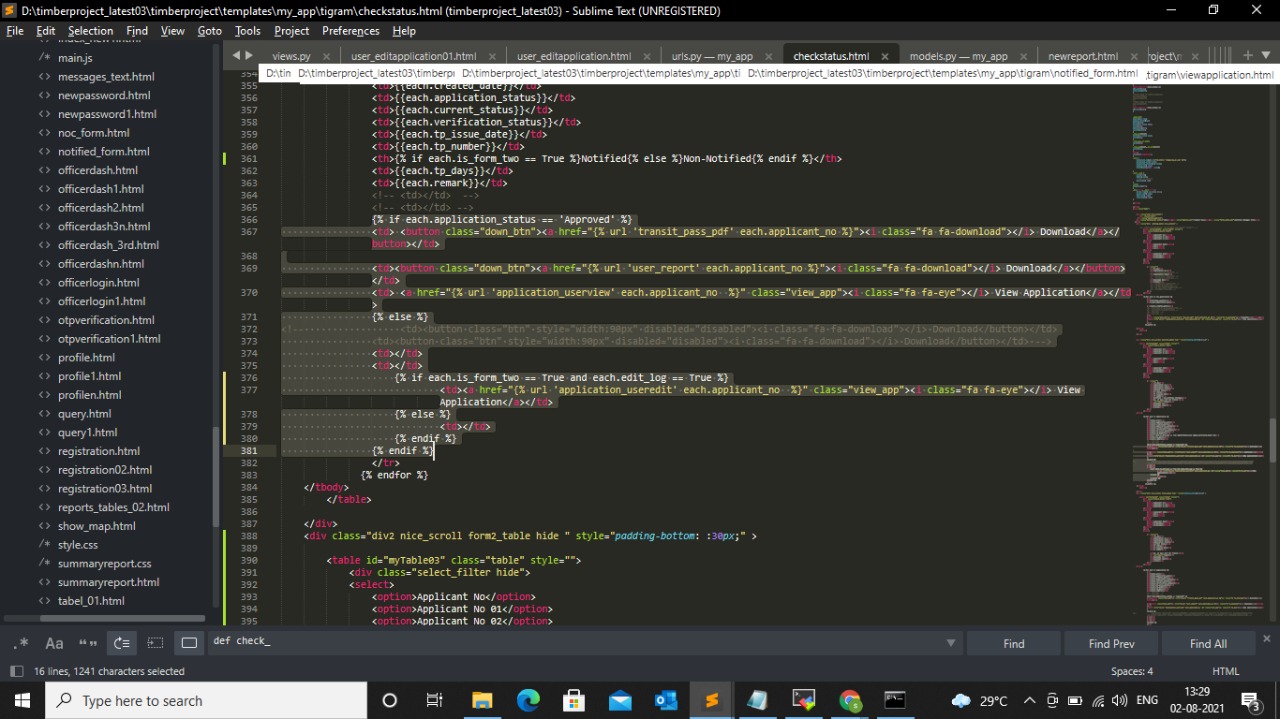 D:\timberproject_latest03\timberproject\templates\my_app\tigram\checkstatus.html (timberproject_latest03) - Sublime Text (UNREGISTERED)
File Edit Selection Find View Goto Tools Project Preferences Help
views.py × user_editapplication01.html × user_editapplication.html × urls.py — my_app × checkstatus.html × models.py — my_app × newreport.html ×
D:\tin D:\timberproject_latest03\timberpr D:\timberproject_latest03\timberproject\templates\my_app\ti D:\timberproject_latest03\timberproject\templates\my_app\tigram\notified_form.html .tigram\viewapplication.html
main.js
messages_text.html
newpassword.html
newpassword1.html
noc_form.html
notified_form.html
officerdash.html
officerdash1.html
officerdash2.html
officerdash3n.html
officerdash_3rd.html
officerdashn.html
officerlogin.html
officerlogin1.html
otpverification.html
otpverification1.html
profile.html
profile1.html
profilen.html
query.html
query1.html
registration.html
registration02.html
registration03.html
reports_tables_02.html
show_map.html
style.css
summaryreport.css
summaryreport.html
tabel_01.html
354
355 <td>{{each.created_date}}</td>
356 <td>{{each.application_status}}</td>
357 <td>{{each.current_status}}</td>
358 <td>{{each.verification_status}}</td>
359 <td>{{each.tp_issue_date}}</td>
360 <td>{{each.tp_number}}</td>
361 <th>{% if each.is_form_two == True %}Notified{% else %}Non-Notified{% endif %}</th>
362 <td>{{each.tp_days}}</td>
363 <td>{{each.remark}}</td>
364 <!-- <td></td> -->
365 <!-- <td></td> -->
366 {% if each.application_status == 'Approved' %}
367 <td> <button class="down_btn"><a href="{% url 'transit_pass_pdf' each.applicant_no %}"><i class="fa fa-download"></i> Download</a></
button></td>
368
369 <td><button class="down_btn"><a href="{% url 'user_report' each.applicant_no %}"><i class="fa fa-download"></i> Download</a></button>
</td>
370 <td> <a href="{% url 'application_userview' each.applicant_no %}" class="view_app"><i class="fa fa-eye"></i> View Application</a></td
>
371 {% else %}
372 <!-- <td><button class="btn" style="width:90px" disabled="disabled"><i class="fa fa-download"></i> Download</button></td>
373 <td><button class="btn" style="width:90px" disabled="disabled"><i class="fa fa-download"></i> Download</button></td> -->
374 <td></td>
375 <td></td>
376 {% if each.is_form_two == True and each.edit_log == True %}
377 <td><a href="{% url 'application_useredit' each.applicant_no %}" class="view_app"><i class="fa fa-eye"></i> View
Application</a></td>
378 {% else %}
379 <td></td>
380 {% endif %}
381 {% endif %}
382 </tr>
383 {% endfor %}
384 </tbody>
385 </table>
386
387 </div>
388 <div class="div2 nice_scroll form2_table hide " style="padding-bottom: :30px;" >
389
390 <table id="myTable03" class="table" style="">
391 <div class="select_filter hide">
392 <select>
393 <option>Applicant No</option>
394 <option>Applicant No 01</option>
395 <option>Applicant No 02</option>
.* Aa “” def check_ Find Find Prev Find All ×
16 lines, 1241 characters selected Spaces: 4 HTML
Type here to search 29°C ENG 13:29 02-08-2021 3